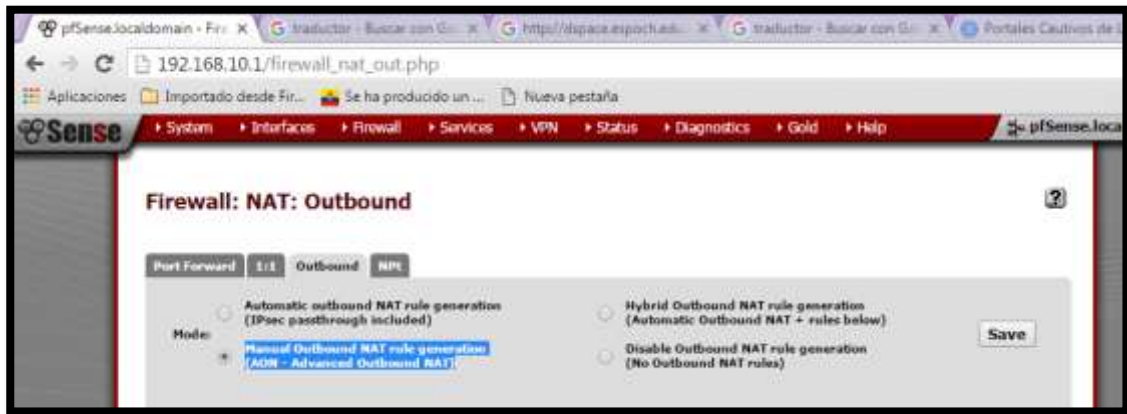 pfSense.localdomain - Fire
traductor - Buscar con Go
http://dspace.espoch.edu.
traductor - Buscar con Go
Portales Cautivos de
192.168.10.1/firewall_nat_out.php
Aplicaciones
Importado desde Fir...
Se ha producido un ...
Nueva pestaña
Sense
System
Interfaces
Firewall
Services
VPN
Status
Diagnostics
Gold
Help
pfSense.loca
Firewall: NAT: Outbound
?
Port Forward
1:1
Outbound
NPt
Mode:
Automatic outbound NAT rule generation
(IPsec passthrough included)
Hybrid Outbound NAT rule generation
(Automatic Outbound NAT + rules below)
Manual Outbound NAT rule generation
(AON - Advanced Outbound NAT)
Disable Outbound NAT rule generation
(No Outbound NAT rules)
Save